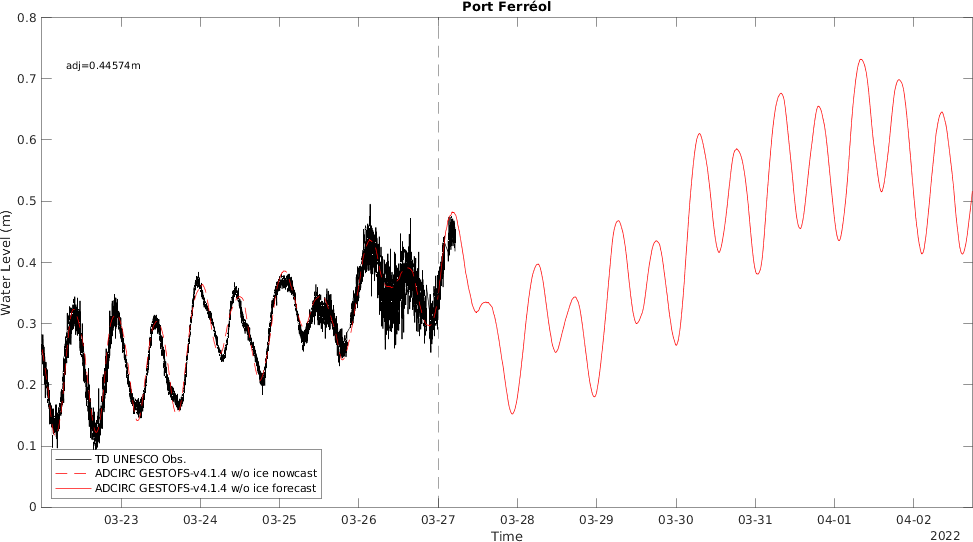 Port Ferréol
0.8
0.7
0.6
0.5
0.4
0.3
0.2
0.1
0
Water Level (m)
adj=0.44574m
TD UNESCO Obs.
ADCIRC GESTOFS-v4.1.4 w/o ice nowcast
ADCIRC GESTOFS-v4.1.4 w/o ice forecast
03-23 03-24 03-25 03-26 03-27 03-28 03-29 03-30 03-31 04-01 04-02
Time
2022